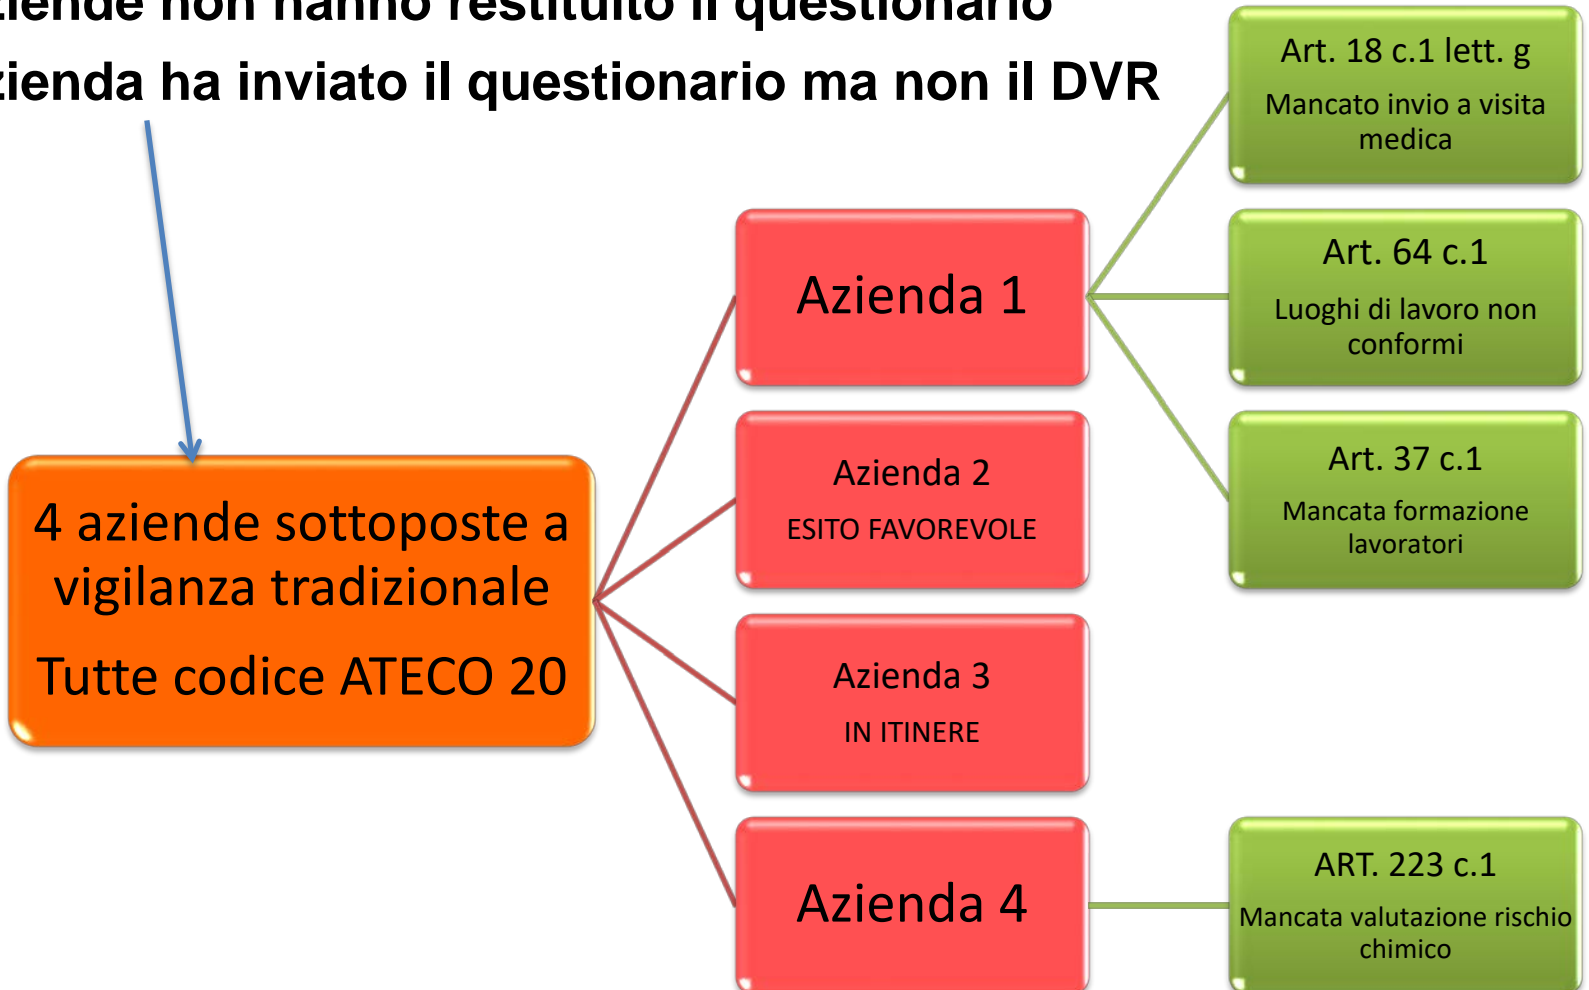 ziende non hanno restituito il questionario
zienda ha inviato il questionario ma non il DVR
4 aziende sottoposte a
vigilanza tradizionale
Tutte codice ATECO 20
Azienda 1
Azienda 2
ESITO FAVOREVOLE
Azienda 3
IN ITINERE
Azienda 4
Art. 18 c.1 lett. g
Mancato invio a visita
medica
Art. 64 c.1
Luoghi di lavoro non
conformi
Art. 37 c.1
Mancata formazione
lavoratori
ART. 223 c.1
Mancata valutazione rischio
chimico